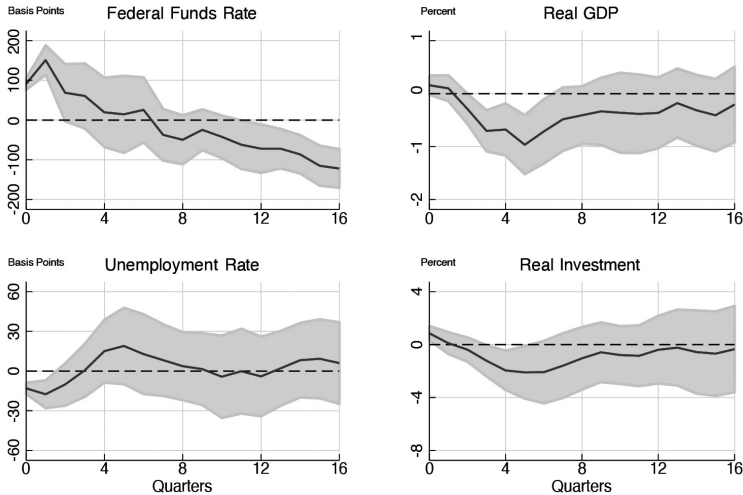 Basis Points Federal Funds Rate
200
100
0
-100
-200
0 4 8 12 16
Percent Real GDP
1
0
-1
-2
0 4 8 12 16
Basis Points Unemployment Rate
60
30
0
-30
-60
0 4 8 12 16
Quarters
Percent Real Investment
4
0
-4
-8
0 4 8 12 16
Quarters